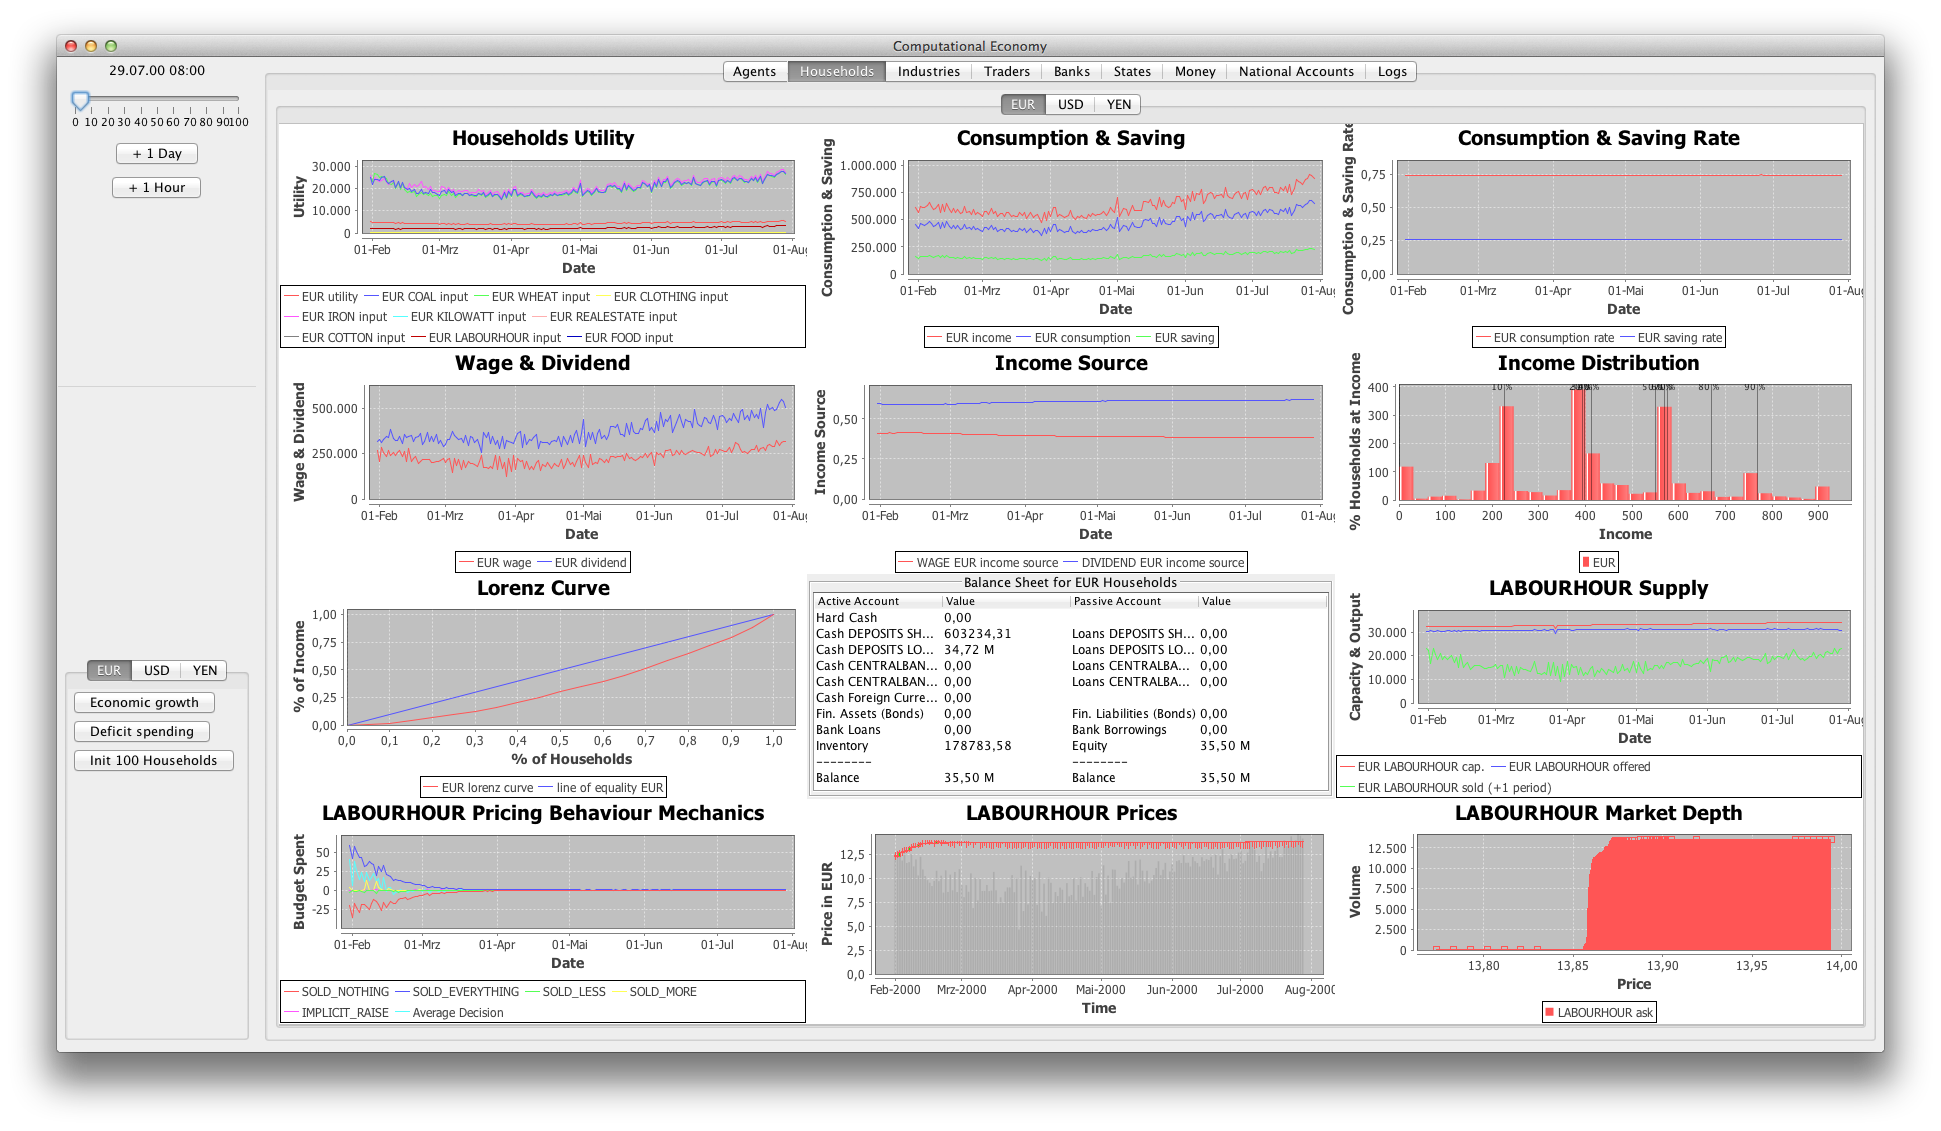 Computational Economy
29.07.00 08:00
0 10 20 30 40 50 60 70 80 90 100
+ 1 Day
+ 1 Hour
EUR USD YEN
Economic growth
Deficit spending
Init 100 Households
Agents Households Industries Traders Banks States Money National Accounts Logs
EUR USD YEN
Households Utility
Utility
30.000
20.000
10.000
0
01-Feb 01-Mrz 01-Apr 01-Mai 01-Jun 01-Jul 01-Aug
Date
EUR utility EUR COAL input EUR WHEAT input EUR CLOTHING input
EUR IRON input EUR KILOWATT input EUR REALESTATE input
EUR COTTON input EUR LABOURHOUR input EUR FOOD input
Consumption & Saving
Consumption & Saving
1.000.000
750.000
500.000
250.000
0
01-Feb 01-Mrz 01-Apr 01-Mai 01-Jun 01-Jul 01-Aug
Date
EUR income EUR consumption EUR saving
Consumption & Saving Rate
Consumption & Saving Rate
0,75
0,50
0,25
0,00
01-Feb 01-Mrz 01-Apr 01-Mai 01-Jun 01-Jul 01-Aug
Date
EUR consumption rate EUR saving rate
Wage & Dividend
Wage & Dividend
500.000
250.000
0
01-Feb 01-Mrz 01-Apr 01-Mai 01-Jun 01-Jul 01-Aug
Date
EUR wage EUR dividend
Income Source
Income Source
0,50
0,25
0,00
01-Feb 01-Mrz 01-Apr 01-Mai 01-Jun 01-Jul 01-Aug
Date
WAGE EUR income source DIVIDEND EUR income source
Income Distribution
% Households at Income
400
300
200
100
0
10% 80% 90%
0 100 200 300 400 500 600 700 800 900
Income
EUR
Lorenz Curve
% of Income
1,00
0,75
0,50
0,25
0,00
0,0 0,1 0,2 0,3 0,4 0,5 0,6 0,7 0,8 0,9 1,0
% of Households
EUR lorenz curve line of equality EUR
Balance Sheet for EUR Households
Active Account Value Passive Account Value
Hard Cash 0,00
Cash DEPOSITS SH... 603234,31 Loans DEPOSITS SH... 0,00
Cash DEPOSITS LO... 34,72 M Loans DEPOSITS LO... 0,00
Cash CENTRALBAN... 0,00 Loans CENTRALBA... 0,00
Cash CENTRALBAN... 0,00 Loans CENTRALBA... 0,00
Cash Foreign Curre... 0,00
Fin. Assets (Bonds) 0,00 Fin. Liabilities (Bonds) 0,00
Bank Loans 0,00 Bank Borrowings 0,00
Inventory 178783,58 Equity 35,50 M
-------- --------
Balance 35,50 M Balance 35,50 M
LABOURHOUR Supply
Capacity & Output
30.000
20.000
10.000
0
01-Feb 01-Mrz 01-Apr 01-Mai 01-Jun 01-Jul 01-Aug
Date
EUR LABOURHOUR cap. EUR LABOURHOUR offered
EUR LABOURHOUR sold (+1 period)
LABOURHOUR Pricing Behaviour Mechanics
Budget Spent
50
25
0
-25
01-Feb 01-Mrz 01-Apr 01-Mai 01-Jun 01-Jul 01-Aug
Date
SOLD_NOTHING SOLD_EVERYTHING SOLD_LESS SOLD_MORE
IMPLICIT_RAISE Average Decision
LABOURHOUR Prices
Price in EUR
12,5
10,0
7,5
5,0
2,5
0,0
Feb-2000 Mrz-2000 Apr-2000 Mai-2000 Jun-2000 Jul-2000 Aug-2000
Time
LABOURHOUR Market Depth
Volume
12.500
10.000
7.500
5.000
2.500
0
13,80 13,85 13,90 13,95 14,00
Price
LABOURHOUR ask